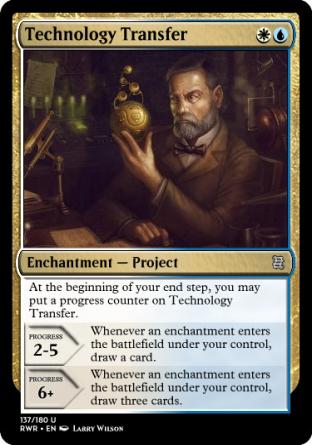 Technology Transfer
Enchantment — Project
At the beginning of your end step, you may
put a progress counter on Technology
Transfer.
PROGRESS
2-5
Whenever an enchantment enters
the battlefield under your control,
draw a card.
PROGRESS
6+
Whenever an enchantment enters
the battlefield under your control,
draw three cards.
137/180 U
RWR • EN Larry Wilson